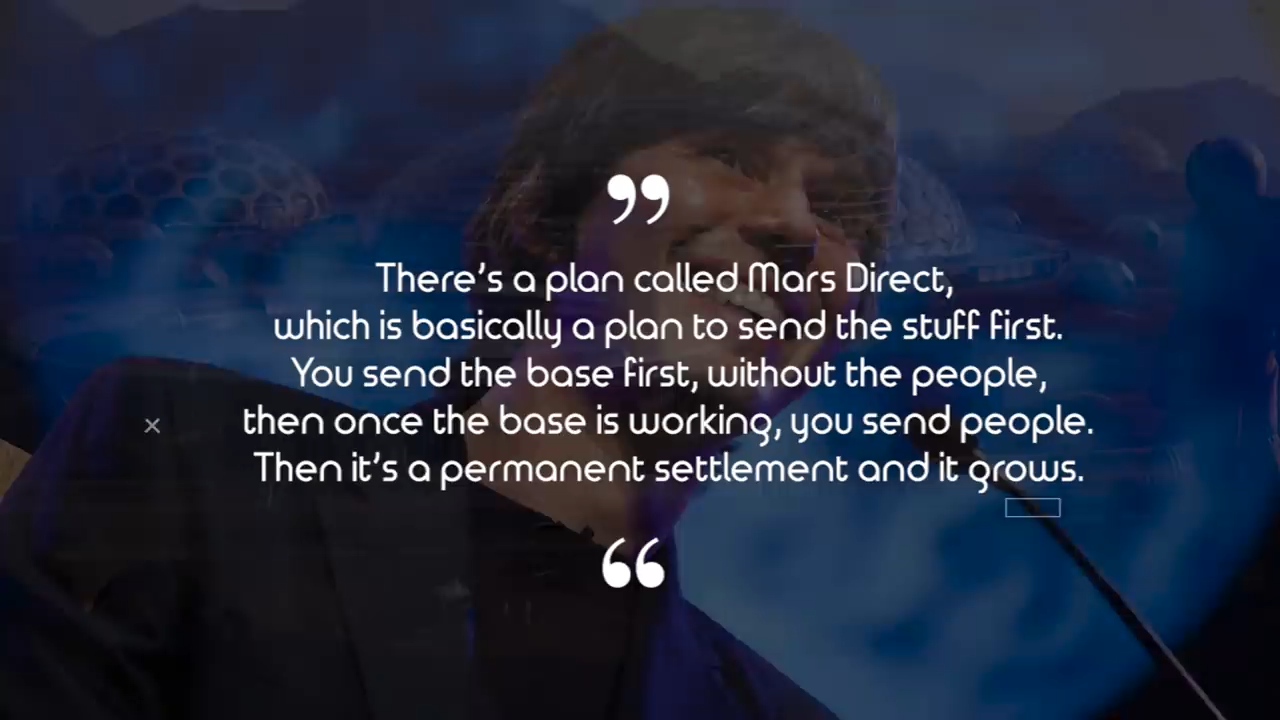 ”
There’s a plan called Mars Direct,
which is basically a plan to send the stuff first.
You send the base first, without the people,
then once the base is working, you send people.
Then it’s a permanent settlement and it grows.
“